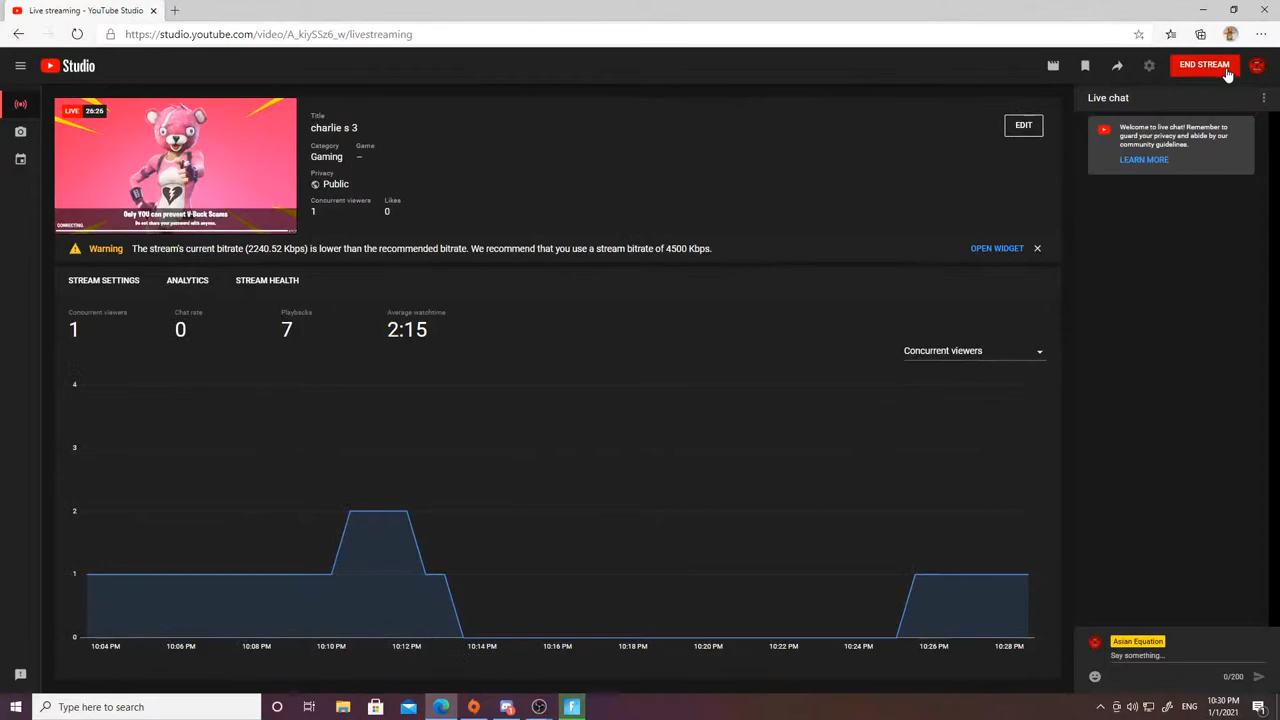 Live streaming - YouTube Studio
https://studio.youtube.com/video/A_kiySSz6_w/livestreaming
Studio
END STREAM
LIVE 26:26
Only YOU can prevent V-Buck Scams
Do not share your password with anyone.
CONNECTING
Title
charlie s 3
Category Game
Gaming –
Privacy
Public
Concurrent viewers Likes
1 0
EDIT
Live chat
Welcome to live chat! Remember to
guard your privacy and abide by our
community guidelines.
LEARN MORE
Warning The stream's current bitrate (2240.52 Kbps) is lower than the recommended bitrate. We recommend that you use a stream bitrate of 4500 Kbps. OPEN WIDGET
STREAM SETTINGS ANALYTICS STREAM HEALTH
Concurrent viewers Chat rate Playbacks Average watchtime
1 0 7 2:15
Concurrent viewers
4
3
2
1
0
10:04 PM 10:06 PM 10:08 PM 10:10 PM 10:12 PM 10:14 PM 10:16 PM 10:18 PM 10:20 PM 10:22 PM 10:24 PM 10:26 PM 10:28 PM
Asian Equation
Say something...
0/200
Type here to search
10:30 PM
1/1/2021